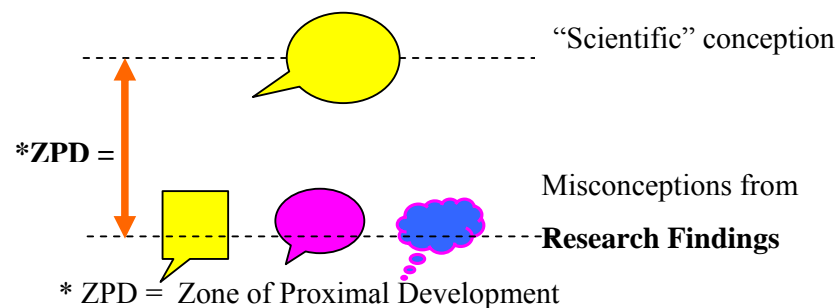 “Scientific” conception
*ZPD =
Misconceptions from
Research Findings
* ZPD = Zone of Proximal Development